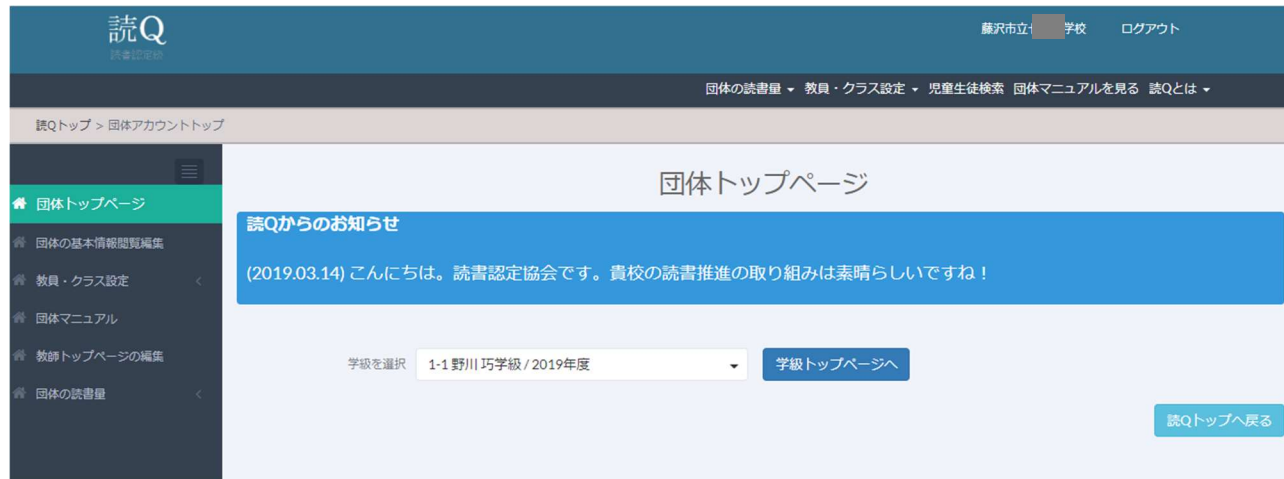 読Q
読書認定級
藤沢市立 学校 ログアウト
団体の読書量 教員・クラス設定 児童生徒検索 団体マニュアルを見る 読Qとは
読Qトップ > 団体アカウントトップ
団体トップページ
団体の基本情報閲覧編集
教員・クラス設定
団体マニュアル
教師トップページの編集
団体の読書量
団体トップページ
読Qからのお知らせ
(2019.03.14) こんにちは。読書認定協会です。貴校の読書推進の取り組みは素晴らしいですね！
学級を選択 1-1 野川 巧学級 / 2019年度 学級トップページへ
読Qトップへ戻る